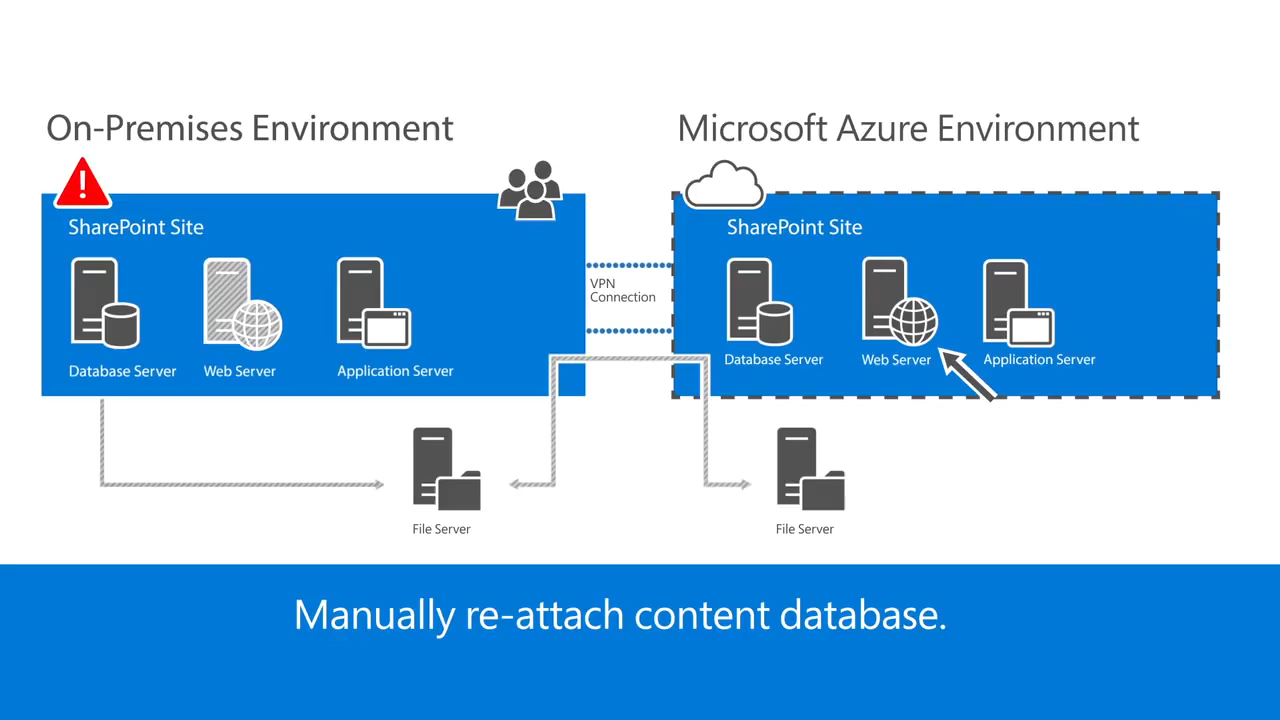 On-Premises Environment
Microsoft Azure Environment
!
SharePoint Site
Database Server
Web Server
Application Server
VPN
Connection
SharePoint Site
Database Server
Web Server
Application Server
File Server
File Server
Manually re-attach content database.